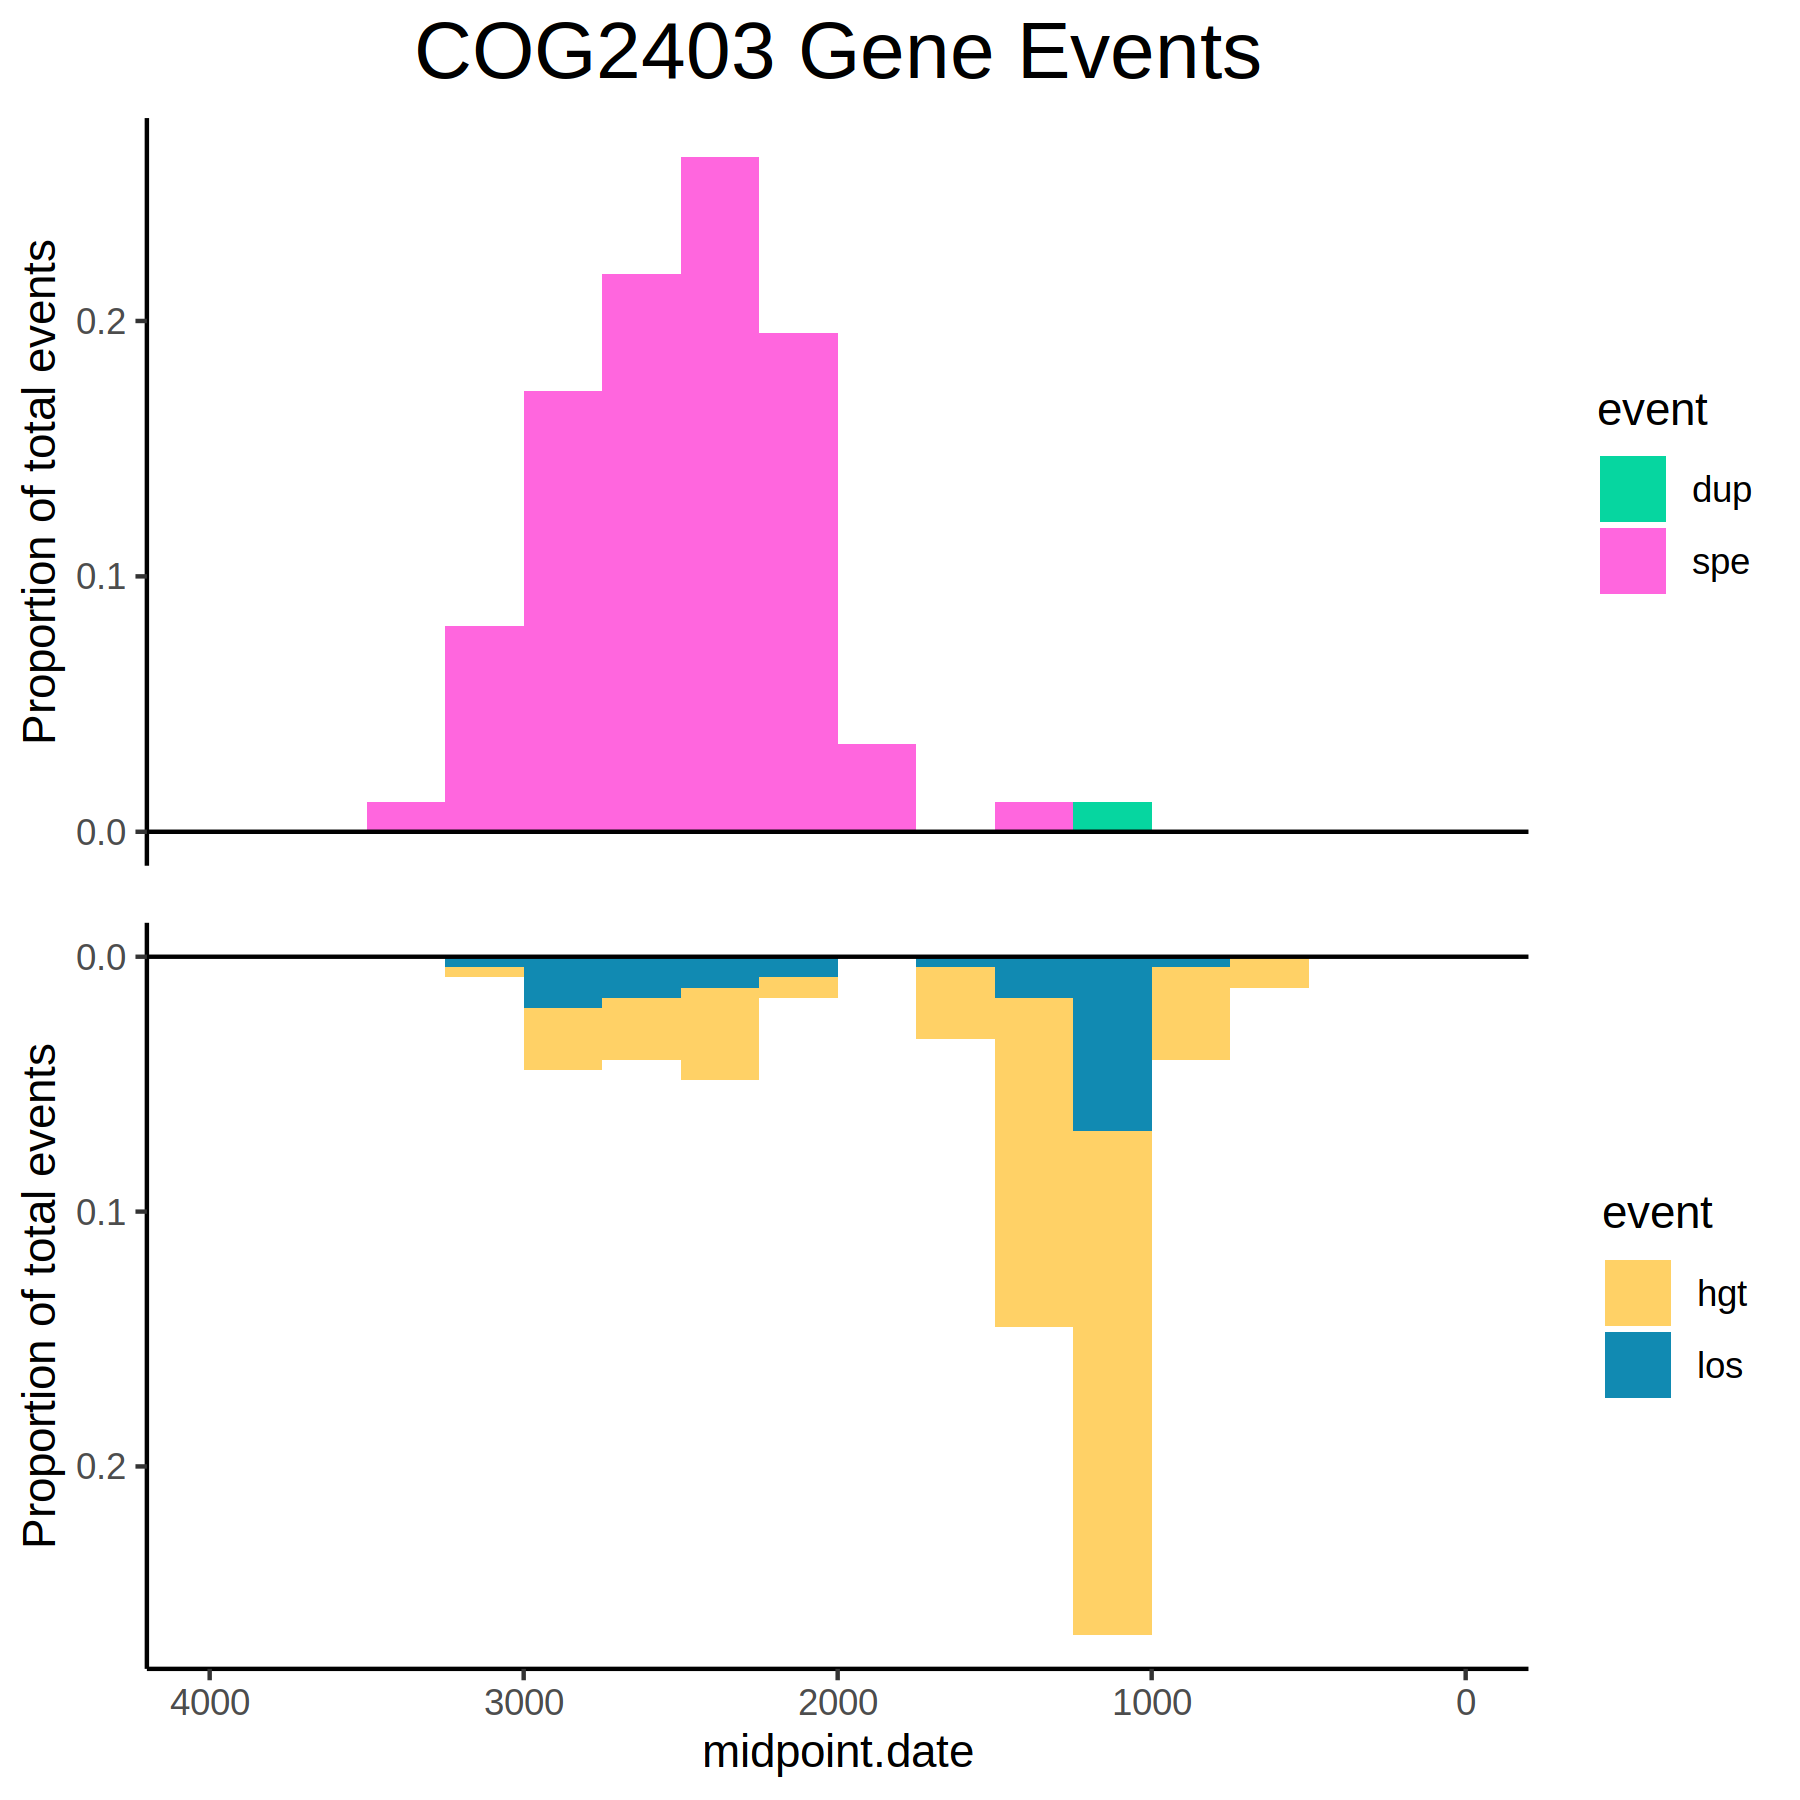 COG2403 Gene Events
Proportion of total events
0.2
0.1
0.0
event
dup
spe
Proportion of total events
0.0
0.1
0.2
event
hgt
los
4000 3000 2000 1000 0
midpoint.date